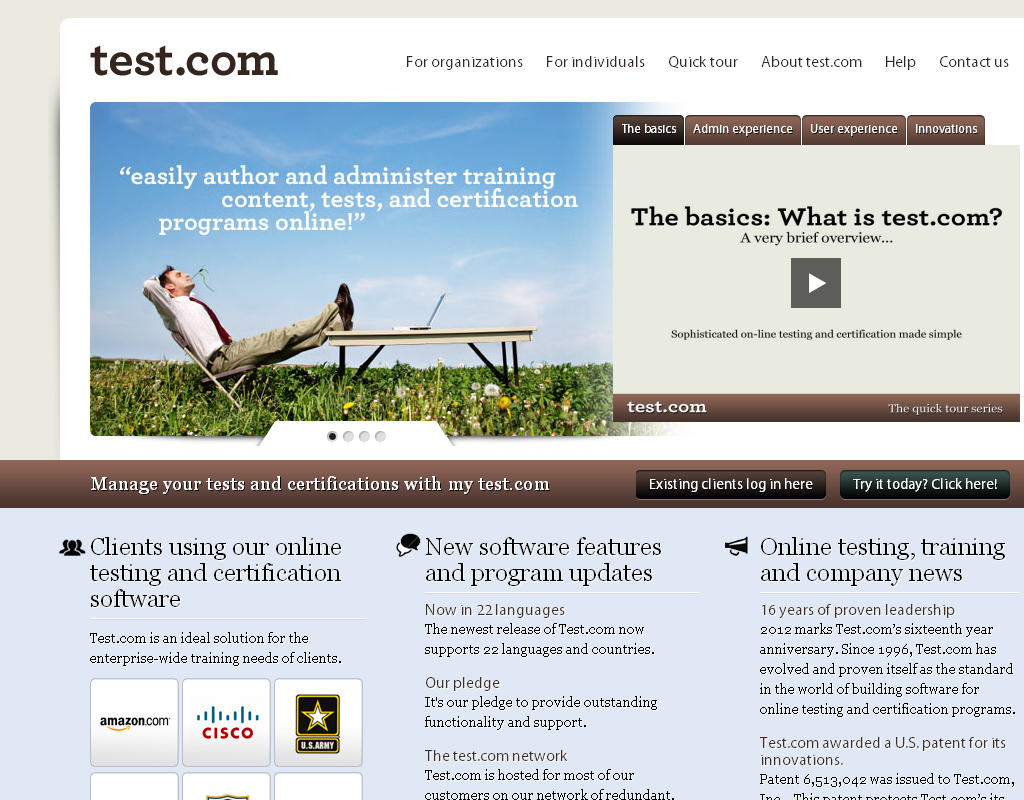 test.com
For organizations For individuals Quick tour About test.com Help Contact us
The basics Admin experience User experience Innovations
“easily author and administer training
content, tests, and certification
programs online!”
The basics: What is test.com?
A very brief overview...
Sophisticated on-line testing and certification made simple
test.com The quick tour series
Manage your tests and certifications with my test.com
Existing clients log in here Try it today? Click here!
Clients using our online
testing and certification
software
Test.com is an ideal solution for the
enterprise-wide training needs of clients.
amazon.com
CISCO
U.S.ARMY
New software features
and program updates
Now in 22 languages
The newest release of Test.com now
supports 22 languages and countries.
Our pledge
It's our pledge to provide outstanding
functionality and support.
The test.com network
Test.com is hosted for most of our
customers on our network of redundant,
Online testing, training
and company news
16 years of proven leadership
2012 marks Test.com's sixteenth year
anniversary. Since 1996, Test.com has
evolved and proven itself as the standard
in the world of building software for
online testing and certification programs.
Test.com awarded a U.S. patent for its
innovations.
Patent 6,513,042 was issued to Test.com,
Inc.. This patent protects Test.com's its